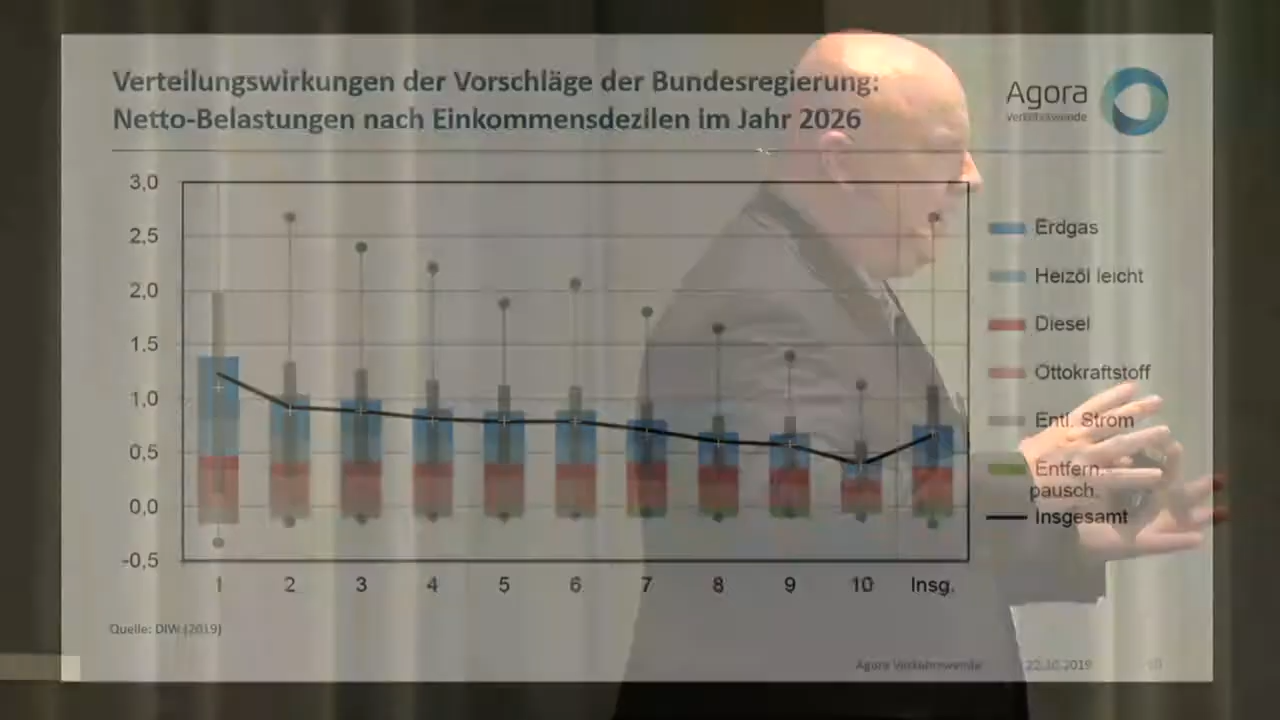 Verteilungswirkungen der Vorschläge der Bundesregierung:
Netto-Belastungen nach Einkommensdezilen im Jahr 2026
Agora
Verkehrswende
3,0
2,5
2,0
1,5
1,0
0,5
0,0
-0,5
1 2 3 4 5 6 7 8 9 10 Insg.
Erdgas
Heizöl leicht
Diesel
Ottokraftstoff
Entl. Strom
Entfern.
pausch.
Insgesamt
Quelle: DIW (2019)
Agora Verkehrswende 22.10.2019